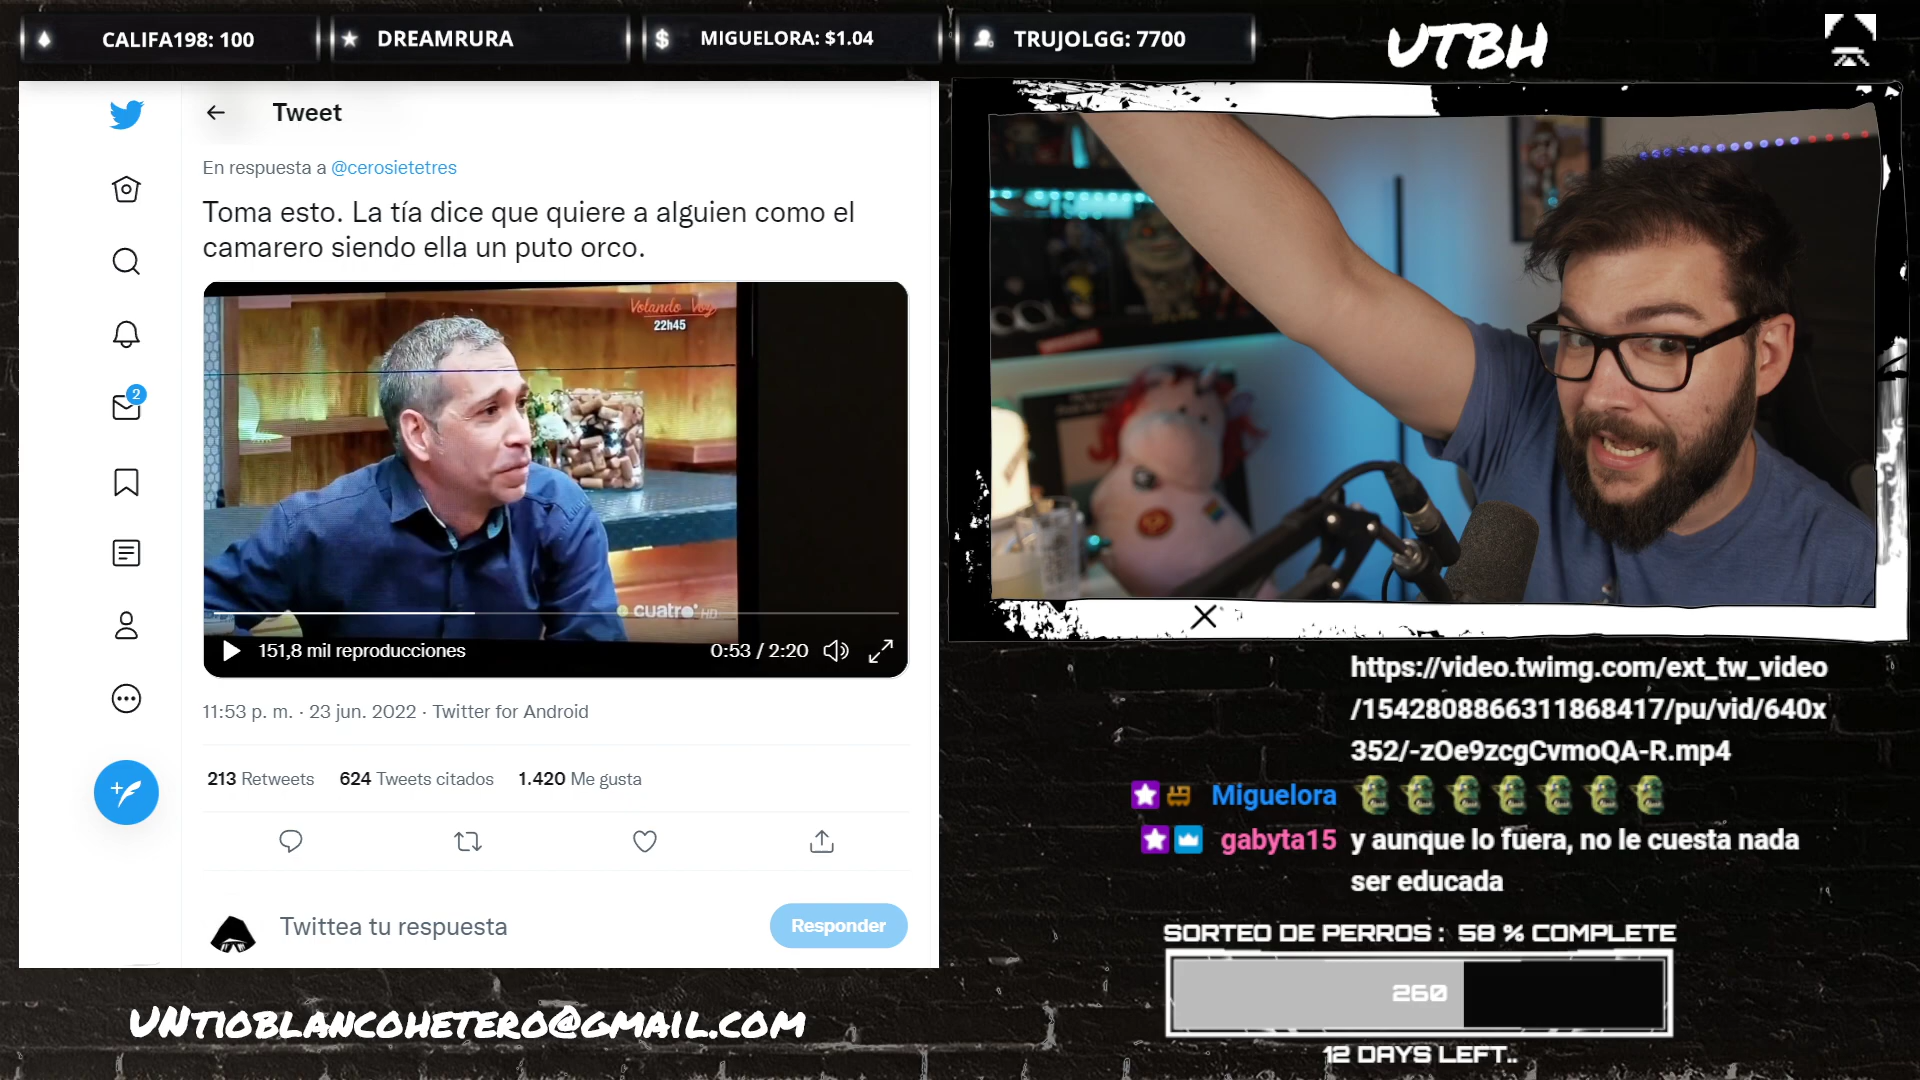 CALIFA198: 100
DREAMRURA
MIGUELORA: $1.04
TRUJOLGG: 7700
UTBH
Tweet
En respuesta a @cerosietetres
Toma esto. La tía dice que quiere a alguien como el
camarero siendo ella un puto orco.
Volando Voy
22h45
cuatro HD
151,8 mil reproducciones
0:53 / 2:20
2
11:53 p. m. · 23 jun. 2022 · Twitter for Android
213 Retweets 624 Tweets citados 1.420 Me gusta
Twittea tu respuesta
Responder
https://video.twimg.com/ext_tw_video
/1542808866311868417/pu/vid/640x
352/-zOe9zcgCvmoQA-R.mp4
Miguelora
gabyta15 y aunque lo fuera, no le cuesta nada
ser educada
SORTEO DE PERROS : 58 % COMPLETE
260
12 DAYS LEFT..
UNTIOBLANCOHETERO@GMAIL.COM